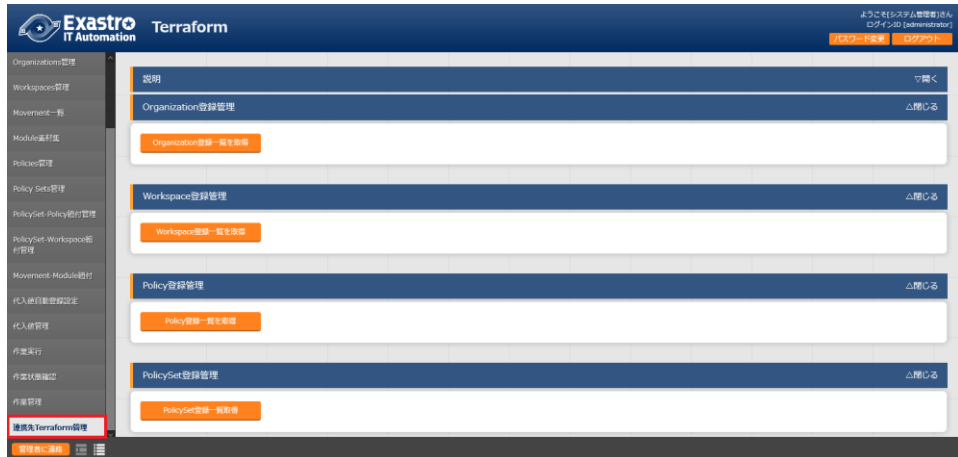 Exastro
IT Automation
Terraform
ようこそ[システム管理者]さん
ログインID [administrator]
パスワード変更
ログアウト
Organizations管理
Workspaces管理
Movement一覧
Module素材集
Policies管理
Policy Sets管理
PolicySet-Policy紐付管理
PolicySet-Workspace紐
付管理
Movement-Module紐付
代入値自動登録設定
代入値管理
作業実行
作業状態確認
作業管理
連携先Terraform管理
説明
▽開く
Organization登録管理
△閉じる
Organization登録一覧を取得
Workspace登録管理
△閉じる
Workspace登録一覧を取得
Policy登録管理
△閉じる
Policy登録一覧を取得
PolicySet登録管理
△閉じる
PolicySet登録一覧取得
管理者に連絡